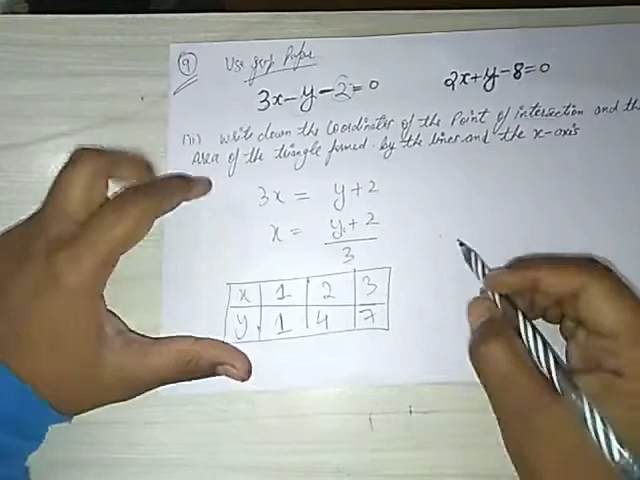 9 Use graph Paper
3x-y-2=0 2x+y-8=0
(iii) write down the Coordinates of the Point of intersection and the
area of the triangle formed by the lines and the x-axis
3x = y+2
x = y+2
3
x 1 2 3
y 1 4 7